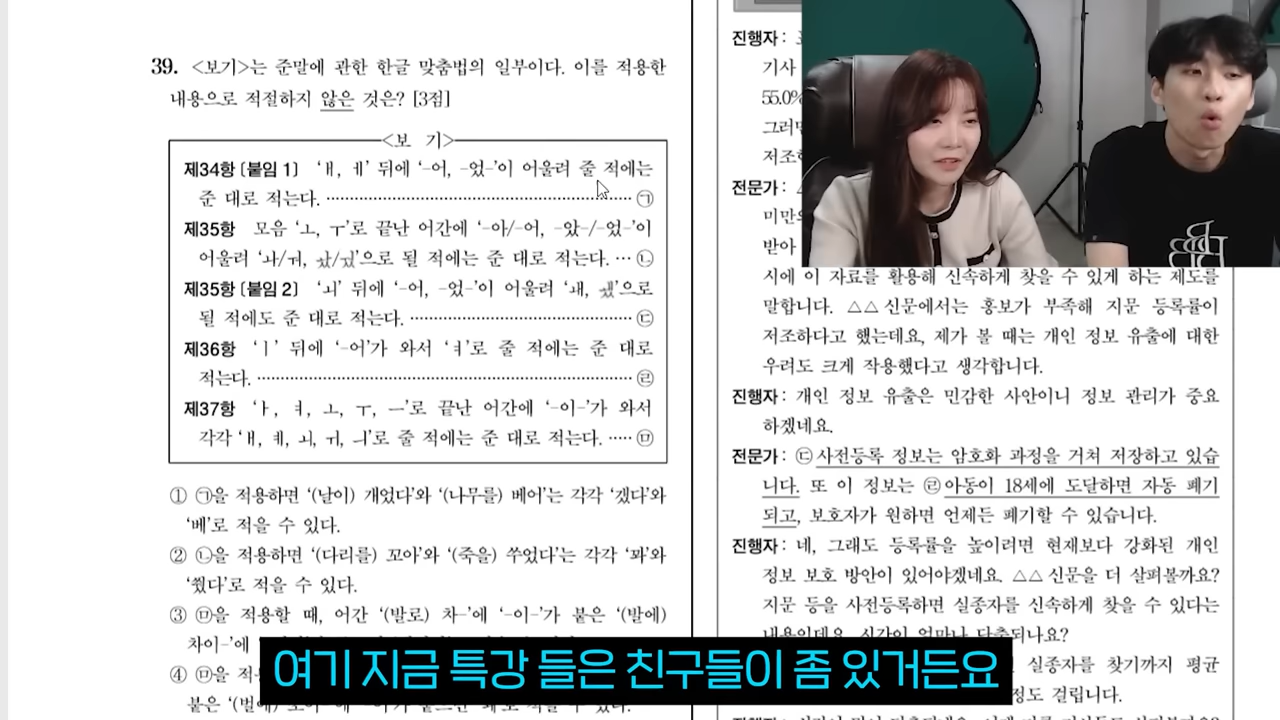 39. <보기>는 준말에 관한 한글 맞춤법의 일부이다. 이를 적용한
내용으로 적절하지 않은 것은? [3점]
<보 기>
제34항 [붙임 1] ‘ㅐ, ㅔ’ 뒤에 ‘-어, -었-’이 어울려 줄 적에는
준 대로 적는다. ㉠
제35항 모음 ‘ㅗ, ㅜ’로 끝난 어간에 ‘-아/-어, -았-/-었-’이
어울려 ‘ㅘ/ㅝ, ᅟᅪᆻ/ᅟᅯᆻ’으로 될 적에는 준 대로 적는다. … ㉡
제35항 [붙임 2] ‘ㅚ’ 뒤에 ‘-어, -었-’이 어울려 ‘ㅙ, ᅟᅫᆻ’으로
될 적에도 준 대로 적는다. ㉢
제36항 ‘ㅣ’ 뒤에 ‘-어’가 와서 ‘ㅕ’로 줄 적에는 준 대로
적는다. ㉣
제37항 ‘ㅏ, ㅕ, ㅗ, ㅜ, ㅡ’로 끝난 어간에 ‘-이-’가 와서
각각 ‘ㅐ, ㅖ, ㅚ, ㅟ, ㅢ’로 줄 적에는 준 대로 적는다. ····· ㉤
① ㉠을 적용하면 ‘(날이) 개었다’와 ‘(나무를) 베어’는 각각 ‘갰다’와
‘베’로 적을 수 있다.
② ㉡을 적용하면 ‘(다리를) 꼬아’와 ‘(죽을) 쑤었다’는 각각 ‘꽈’와
‘쒔다’로 적을 수 있다.
③ ㉤을 적용할 때, 어간 ‘(발로) 차-’에 ‘-이-’가 붙은 ‘(발에)
차이-’에
④ ㉤을
붙은 ‘(벌에)
진행자:
기사
55.0%
그러면
저조
전문가:
미만
받아
시에 이 자료를 활용해 신속하게 찾을 수 있게 하는 제도를
말합니다. △△신문에서는 홍보가 부족해 지문 등록률이
저조하다고 했는데요, 제가 볼 때는 개인 정보 유출에 대한
우려도 크게 작용했다고 생각합니다.
진행자: 개인 정보 유출은 민감한 사안이니 정보 관리가 중요
하겠네요.
전문가: ㉢사전등록 정보는 암호화 과정을 거쳐 저장하고 있습
니다. 또 이 정보는 ㉣아동이 18세에 도달하면 자동 폐기
되고, 보호자가 원하면 언제든 폐기할 수 있습니다.
진행자: 네, 그래도 등록률을 높이려면 현재보다 강화된 개인
정보 보호 방안이 있어야겠네요. △△신문을 더 살펴볼까요?
지문 등을 사전등록하면 실종자를 신속하게 찾을 수 있다는
내용인데요, 시간이 얼마나 단축되나요?
실종자를 찾기까지 평균
정도 걸립니다.
여기 지금 특강 들은 친구들이 좀 있거든요